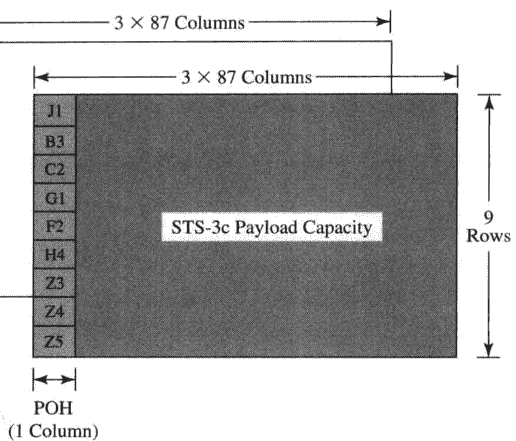 3 × 87 Columns
3 × 87 Columns
J1
B3
C2
G1
F2
H4
Z3
Z4
Z5
STS-3c Payload Capacity
9
Rows
POH
(1 Column)